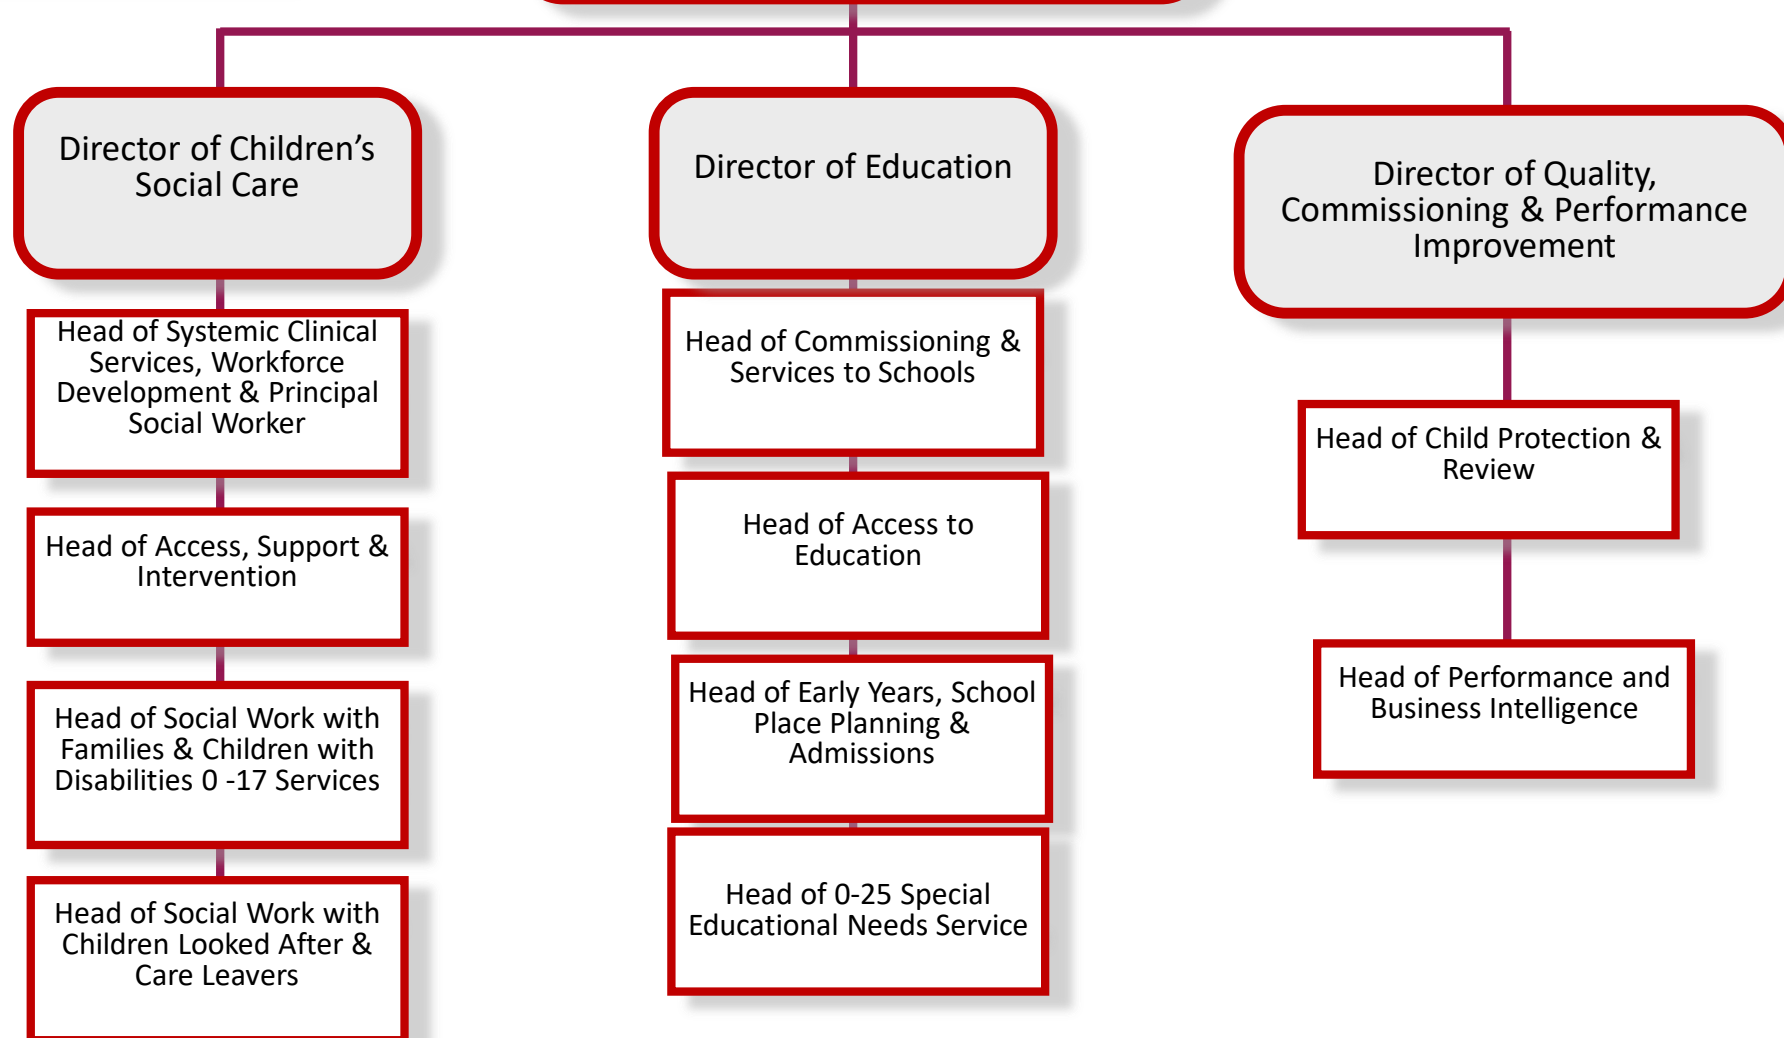 Director of Children’s
Social Care
Head of Systemic Clinical
Services, Workforce
Development & Principal
Social Worker
Head of Access, Support &
Intervention
Head of Social Work with
Families & Children with
Disabilities 0 -17 Services
Head of Social Work with
Children Looked After &
Care Leavers
Director of Education
Head of Commissioning &
Services to Schools
Head of Access to
Education
Head of Early Years, School
Place Planning &
Admissions
Head of 0-25 Special
Educational Needs Service
Director of Quality,
Commissioning & Performance
Improvement
Head of Child Protection &
Review
Head of Performance and
Business Intelligence